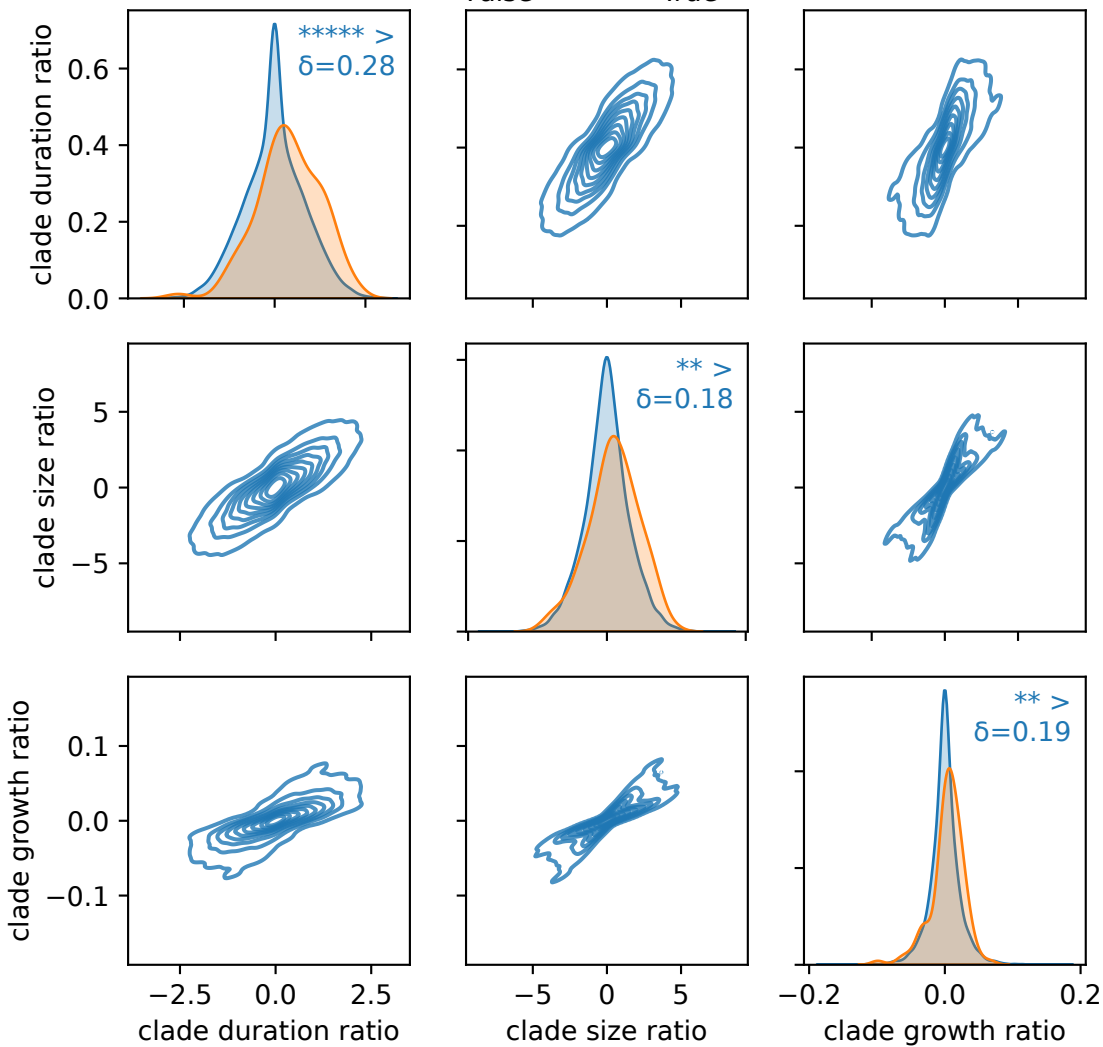 clade duration ratio
0.6
0.4
0.2
0.0
***** >
δ=0.28
clade size ratio
5
0
−5
** >
δ=0.18
clade growth ratio
0.1
0.0
−0.1
** >
δ=0.19
−2.5 0.0 2.5
−5 0 5
−0.2 0.0 0.2
clade duration ratio
clade size ratio
clade growth ratio